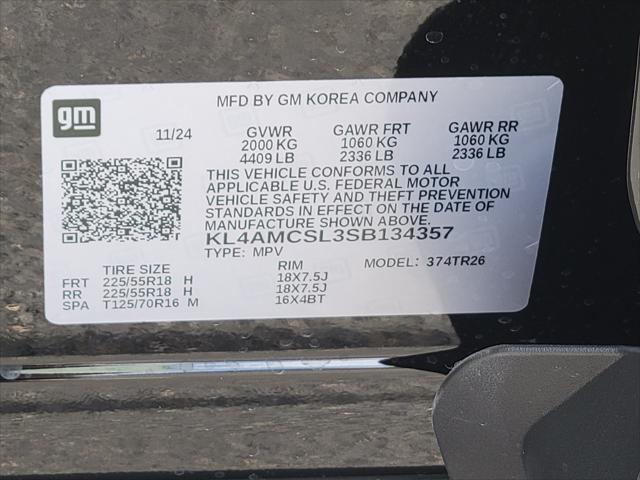 gm
MFD BY GM KOREA COMPANY
11/24 GVWR GAWR FRT GAWR RR
2000 KG 1060 KG 1060 KG
4409 LB 2336 LB 2336 LB
THIS VEHICLE CONFORMS TO ALL
APPLICABLE U.S. FEDERAL MOTOR
VEHICLE SAFETY AND THEFT PREVENTION
STANDARDS IN EFFECT ON THE DATE OF
MANUFACTURE SHOWN ABOVE.
KL4AMCSL3SB134357
TYPE: MPV MODEL: 374TR26
TIRE SIZE RIM
FRT 225/55R18 H 18X7.5J
RR 225/55R18 H 18X7.5J
SPA T125/70R16 M 16X4BT